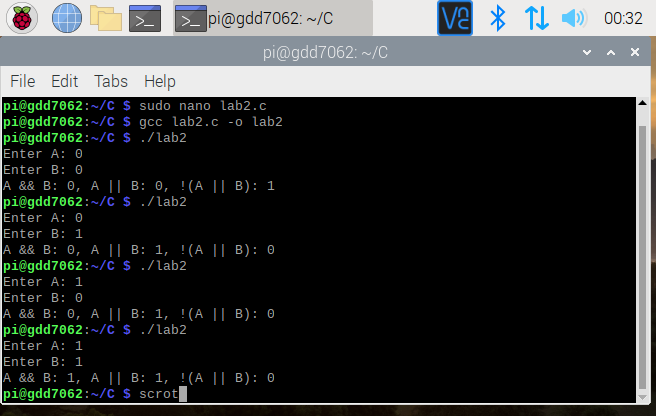 pi@gdd7062: ~/C
00:32
pi@gdd7062: ~/C
File Edit Tabs Help
pi@gdd7062:~/C $ sudo nano lab2.c
pi@gdd7062:~/C $ gcc lab2.c -o lab2
pi@gdd7062:~/C $ ./lab2
Enter A: 0
Enter B: 0
A && B: 0, A || B: 0, !(A || B): 1
pi@gdd7062:~/C $ ./lab2
Enter A: 0
Enter B: 1
A && B: 0, A || B: 1, !(A || B): 0
pi@gdd7062:~/C $ ./lab2
Enter A: 1
Enter B: 0
A && B: 0, A || B: 1, !(A || B): 0
pi@gdd7062:~/C $ ./lab2
Enter A: 1
Enter B: 1
A && B: 1, A || B: 1, !(A || B): 0
pi@gdd7062:~/C $ scrot